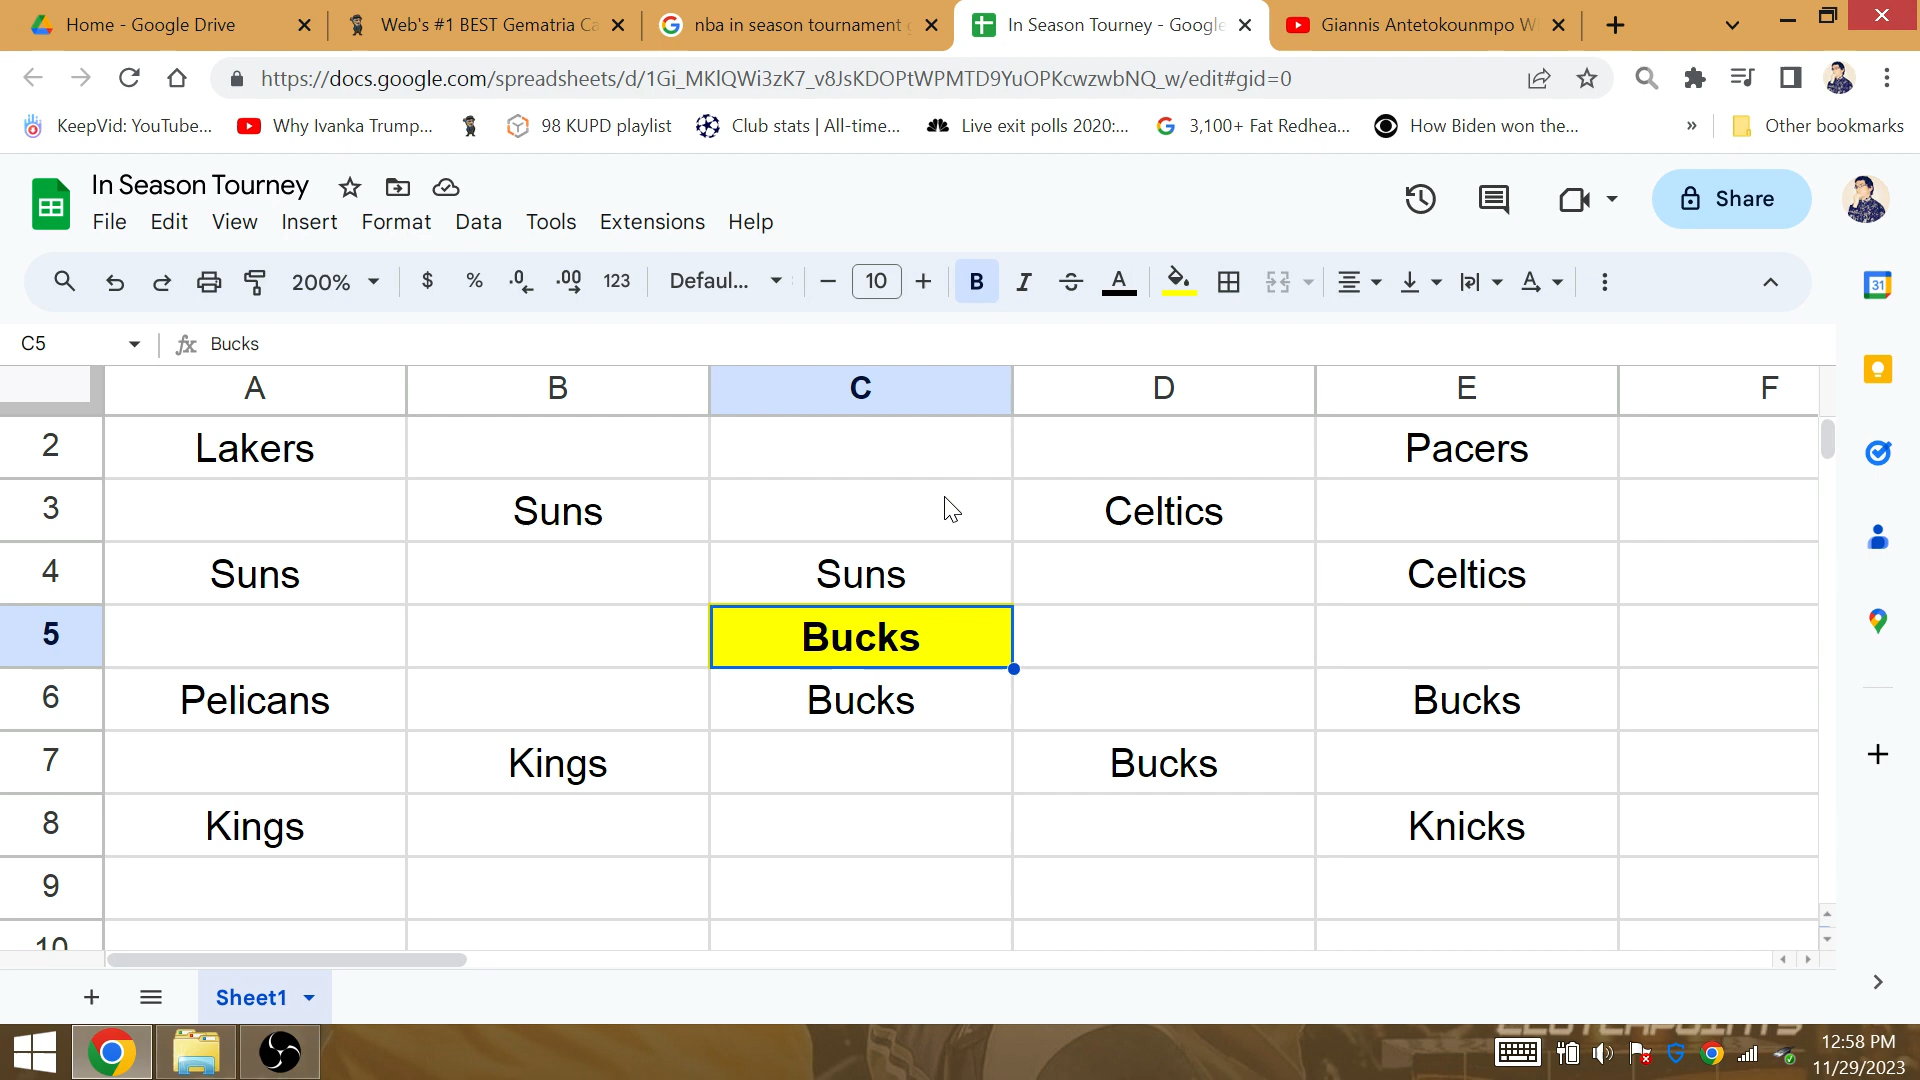 Home - Google Drive
Web's #1 BEST Gematria Ca
nba in season tournament
In Season Tourney - Google
Giannis Antetokounmpo W
https://docs.google.com/spreadsheets/d/1Gi_MKlQWi3zK7_v8JsKDOPtWPMTD9YuOPKcwzwbNQ_w/edit#gid=0
KeepVid: YouTube...
Why Ivanka Trump...
98 KUPD playlist
Club stats | All-time...
Live exit polls 2020:...
3,100+ Fat Redhea...
How Biden won the...
»
Other bookmarks
In Season Tourney
File Edit View Insert Format Data Tools Extensions Help
Share
200% $ % .0 .00 123 Defaul... 10 B I A
31
C5 fx Bucks
A B C D E F
2 Lakers Pacers
3 Suns Celtics
4 Suns Suns Celtics
5 Bucks
6 Pelicans Bucks Bucks
7 Kings Bucks
8 Kings Knicks
9
10
Sheet1
12:58 PM
11/29/2023